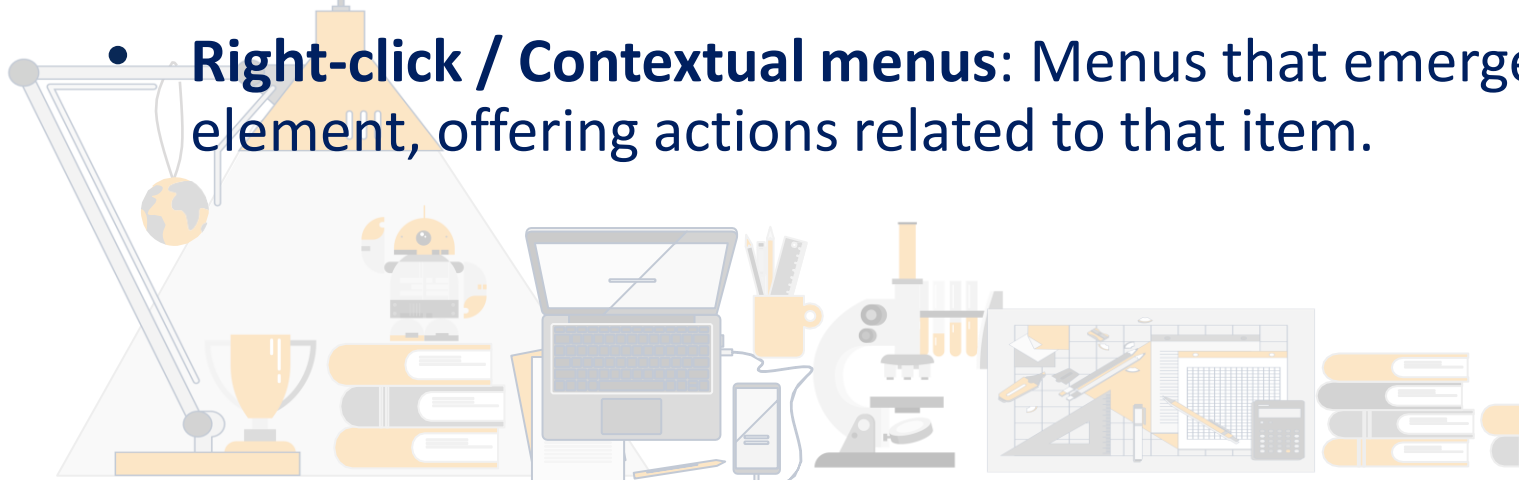 • Right-click / Contextual menus: Menus that emerge
element, offering actions related to that item.